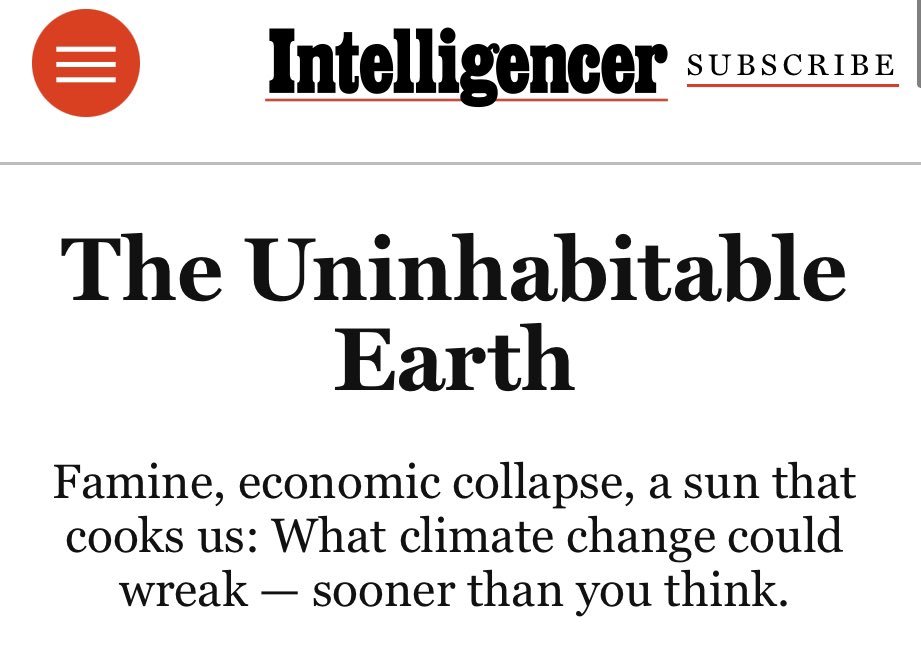 Intelligencer SUBSCRIBE
The Uninhabitable
Earth
Famine, economic collapse, a sun that
cooks us: What climate change could
wreak — sooner than you think.